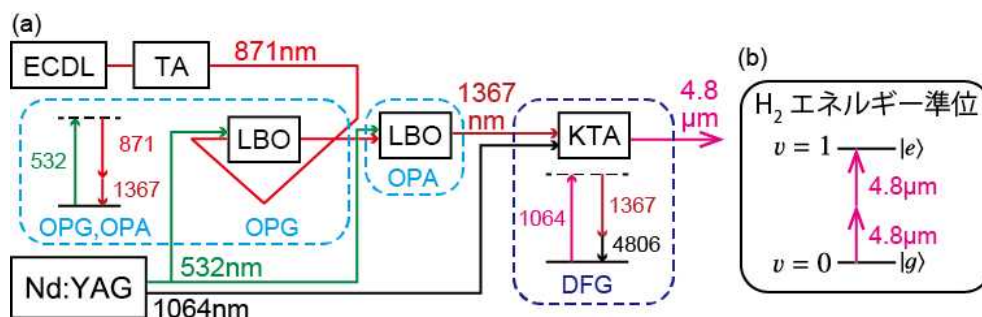 (a)
ECDL
TA
871nm
532
871
1367
OPG,OPA
LBO
OPG
LBO
OPA
1367
nm
KTA
4.8
μm
1064
1367
4806
DFG
Nd:YAG
532nm
1064nm
(b)
H₂ エネルギー準位
v = 1
|e⟩
4.8μm
4.8μm
v = 0
|g⟩